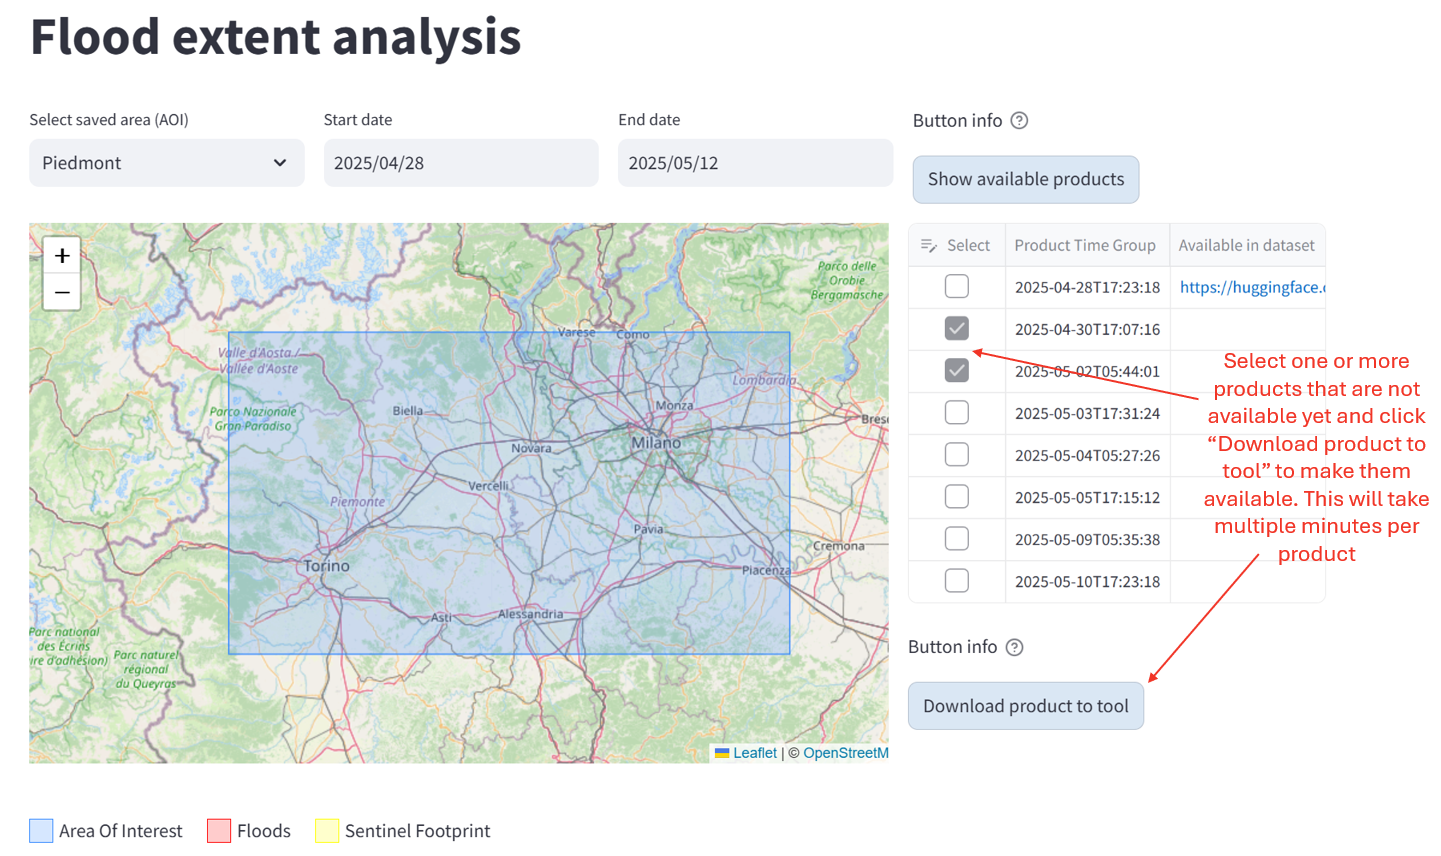 Flood extent analysis
Select saved area (AOI)
Start date
End date
Button info
Piedmont
2025/04/28
2025/05/12
Show available products
Select
Product Time Group
Available in dataset
2025-04-28T17:23:18
https://huggingface.c
2025-04-30T17:07:16
2025-05-02T05:44:01
2025-05-03T17:31:24
2025-05-04T05:27:26
2025-05-05T17:15:12
2025-05-09T05:35:38
2025-05-10T17:23:18
Select one or more
products that are not
available yet and click
“Download product to
tool” to make them
available. This will take
multiple minutes per
product
Button info
Download product to tool
+
−
Parco delle
Orobie
Bergamasche
Varese
Como
Valle d'Aosta /
Vallée d'Aoste
Lombardia
Parco Nazionale
Gran Paradiso
Biella
Monza
Bresc
Milano
Novara
Vercelli
Piemonte
Pavia
Cremona
Torino
Piacenza
Asti
Alessandria
Parc national
des Écrins
ire d'adhésion)
Parc naturel
régional
du Queyras
Leaflet | © OpenStreetM
Area Of Interest
Floods
Sentinel Footprint